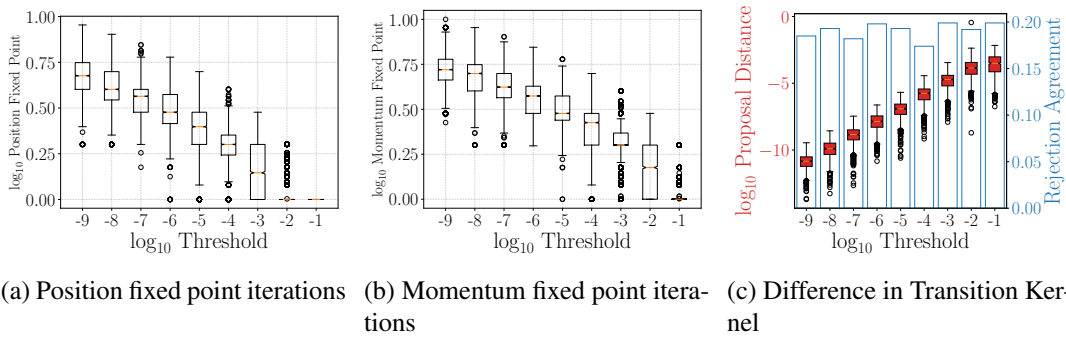 1.00
0.75
0.50
0.25
0.00
log₁₀ Position Fixed Point
-9 -8 -7 -6 -5 -4 -3 -2 -1
log₁₀ Threshold
(a) Position fixed point iterations
1.00
0.75
0.50
0.25
0.00
log₁₀ Momentum Fixed Point
-9 -8 -7 -6 -5 -4 -3 -2 -1
log₁₀ Threshold
(b) Momentum fixed point itera-
tions
0
−5
−10
log₁₀ Proposal Distance
0.20
0.15
0.10
0.05
0.00
Rejection Agreement
-9 -8 -7 -6 -5 -4 -3 -2 -1
log₁₀ Threshold
(c) Difference in Transition Ker-
nel